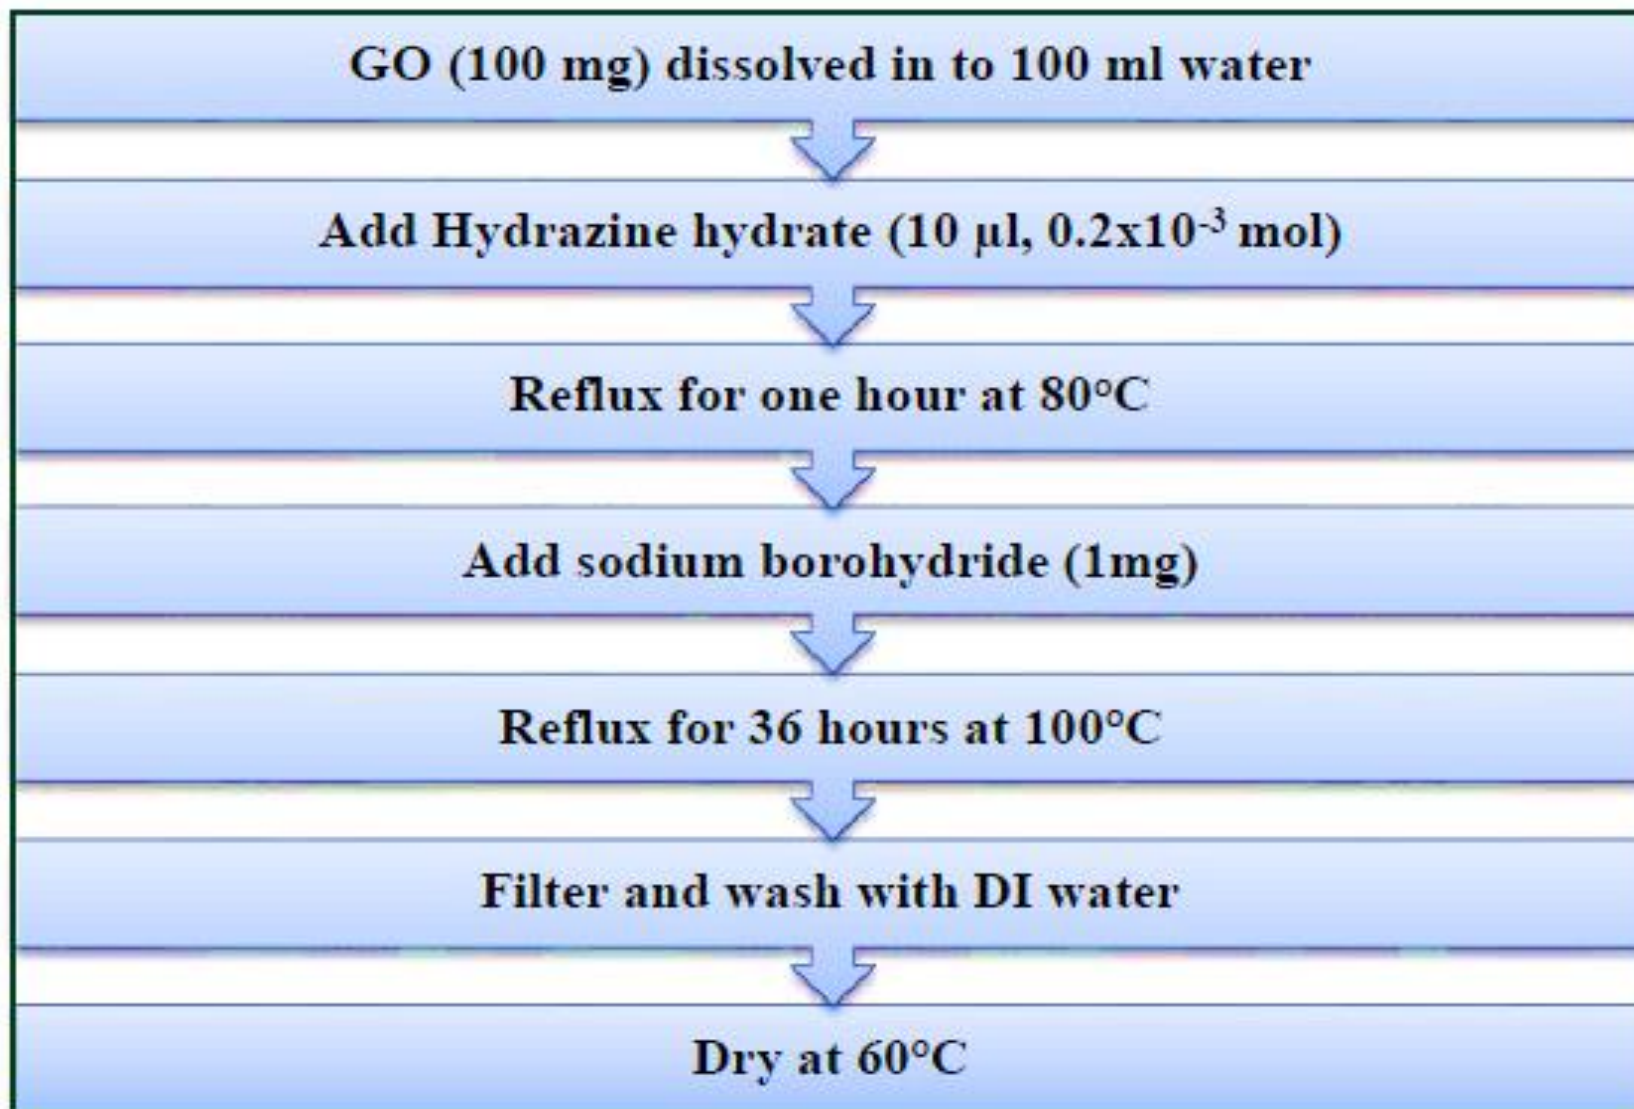 GO (100 mg) dissolved in to 100 ml water
Add Hydrazine hydrate (10 µl, 0.2x10⁻³ mol)
Reflux for one hour at 80°C
Add sodium borohydride (1mg)
Reflux for 36 hours at 100°C
Filter and wash with DI water
Dry at 60°C